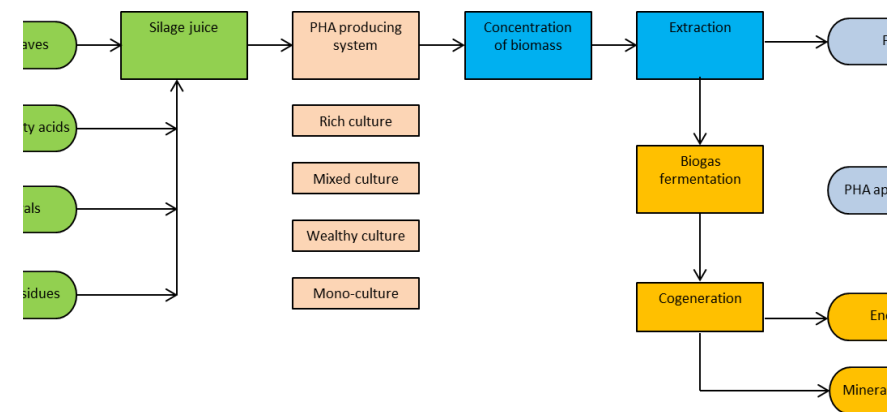 aves
Silage juice
PHA producing
system
Concentration
of biomass
Extraction
ty acids
Rich culture
Mixed culture
Biogas
fermentation
PHA ap
als
Wealthy culture
sidues
Mono-culture
Cogeneration
Ene
Minera